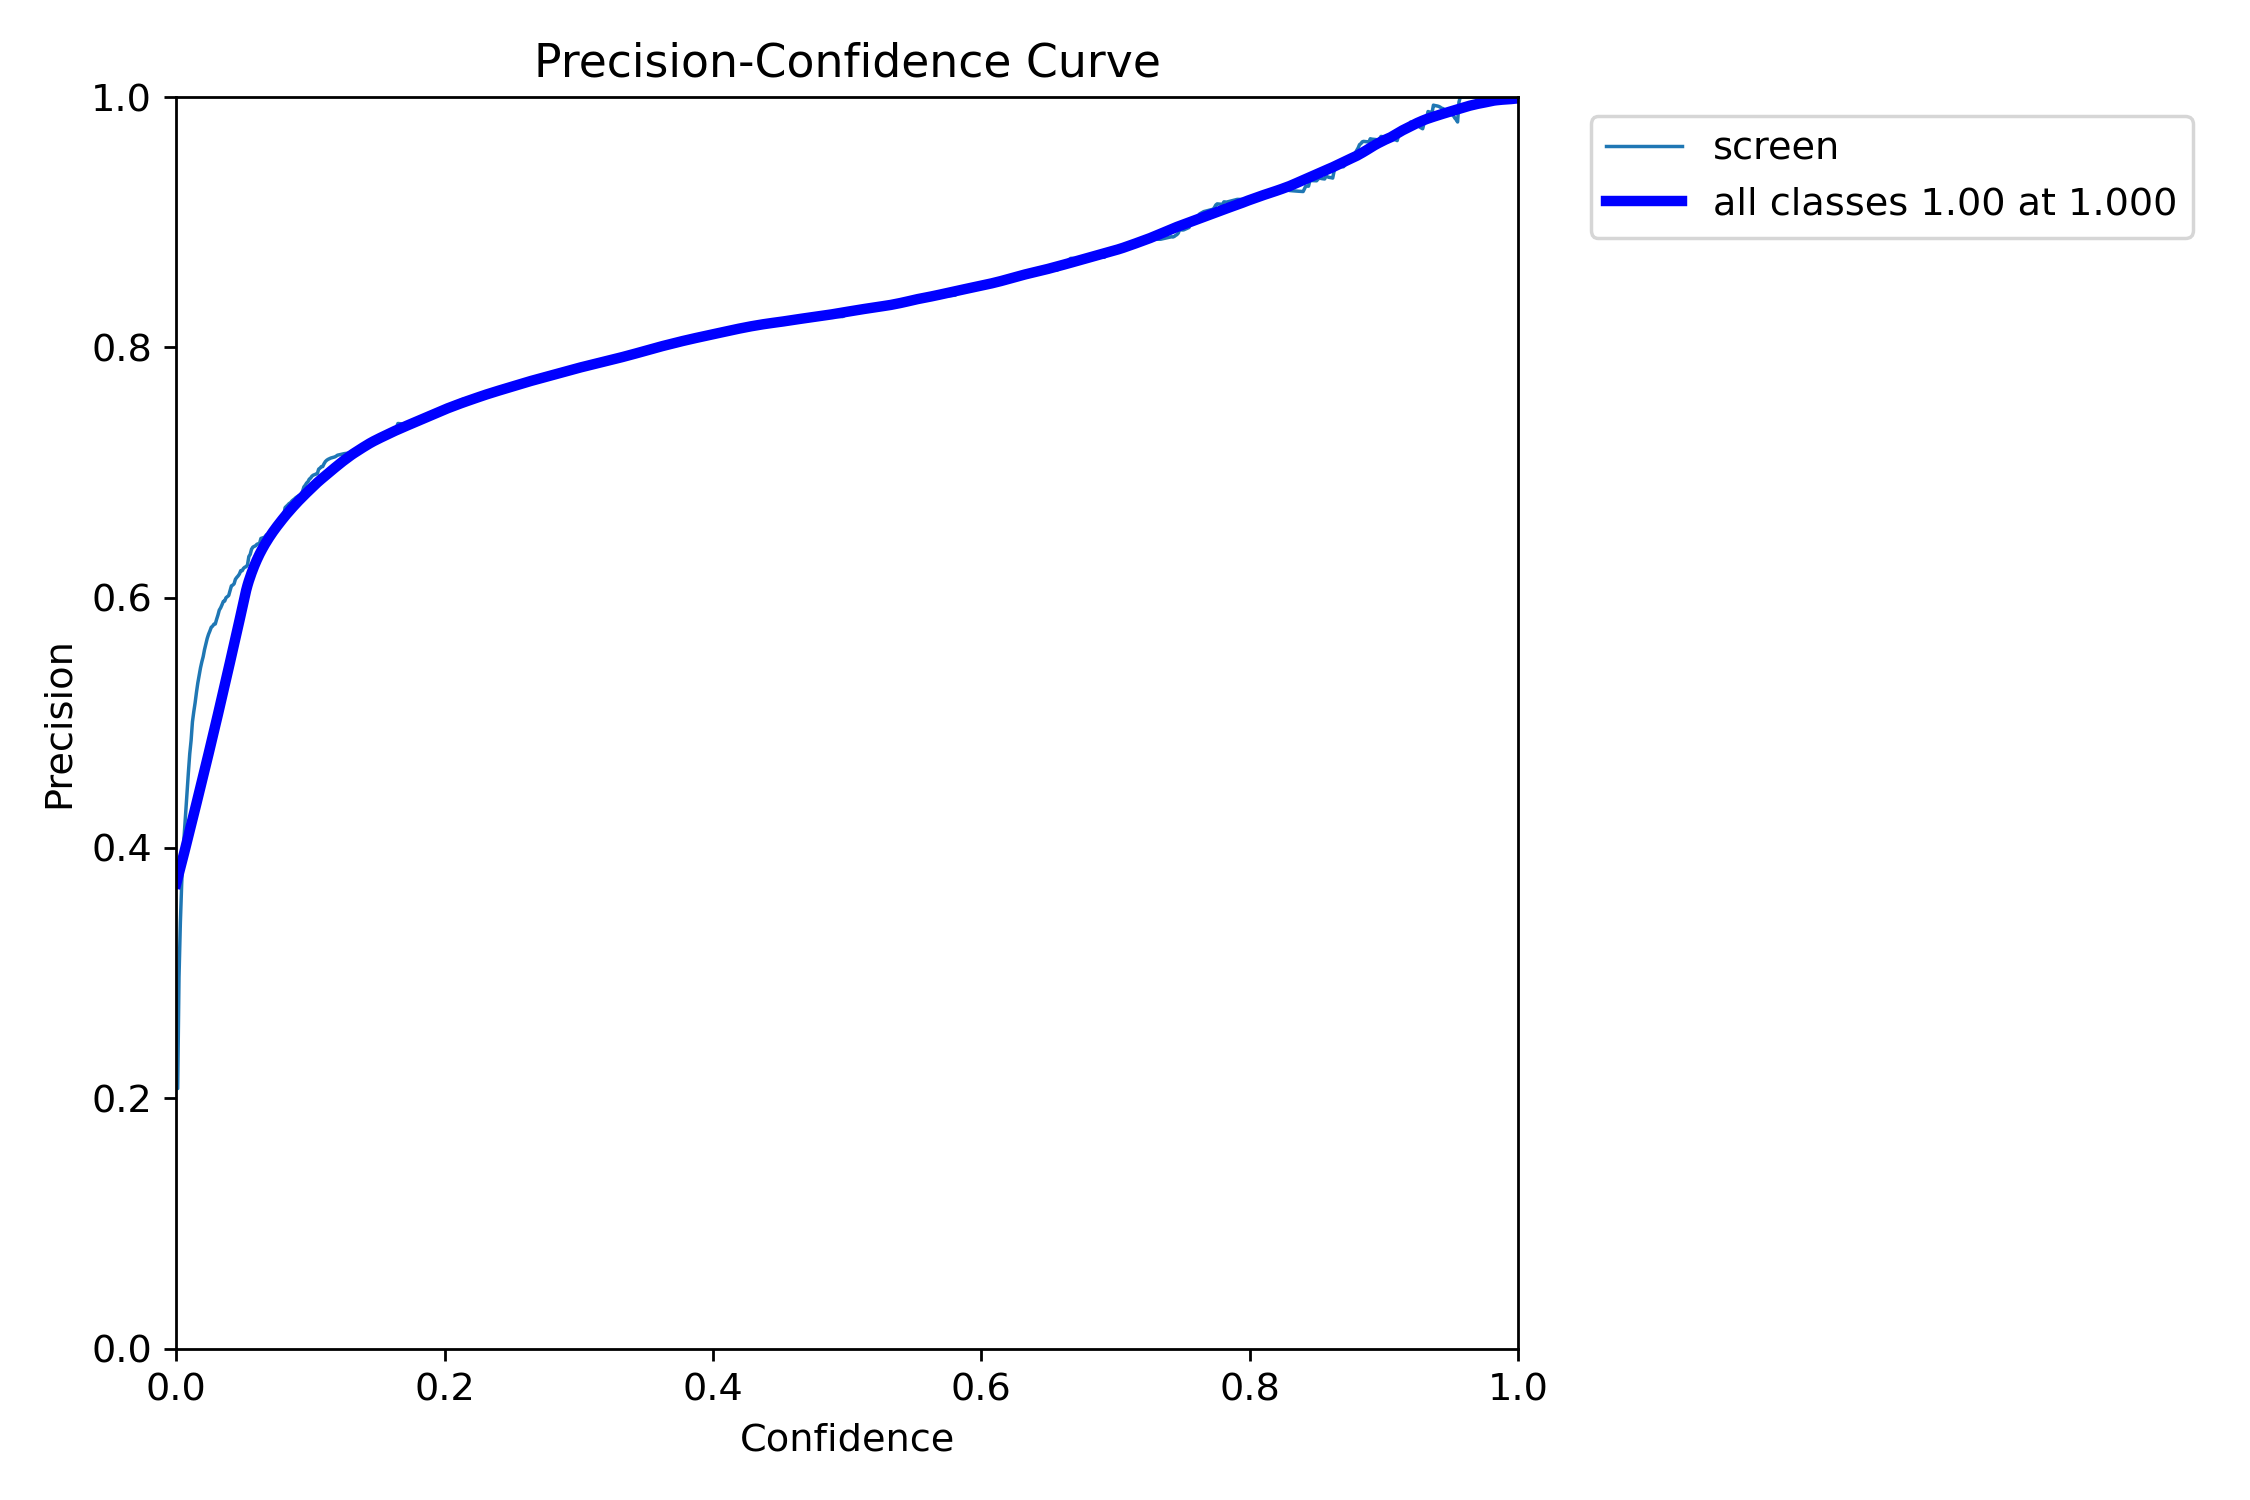 Precision-Confidence Curve
1.0
0.8
0.6
0.4
0.2
0.0
Precision
0.0 0.2 0.4 0.6 0.8 1.0
Confidence
screen
all classes 1.00 at 1.000